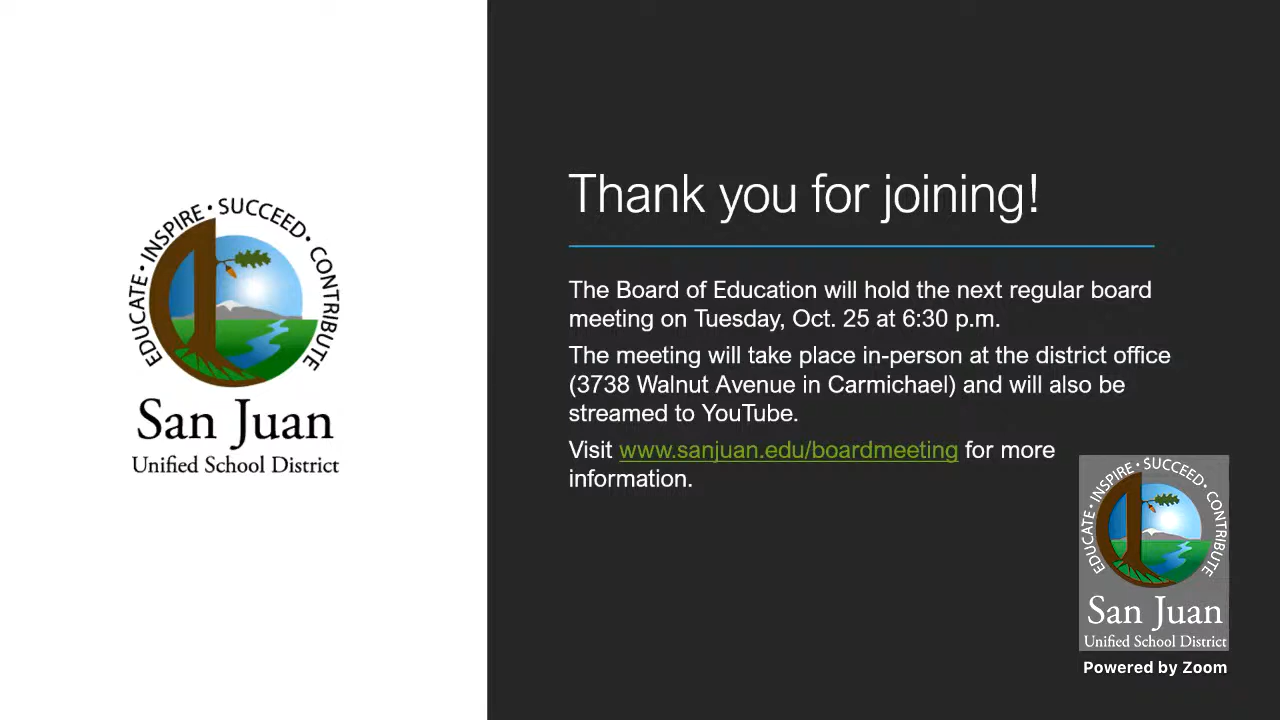 EDUCATE • INSPIRE • SUCCEED • CONTRIBUTE
San Juan
Unified School District
Thank you for joining!
The Board of Education will hold the next regular board
meeting on Tuesday, Oct. 25 at 6:30 p.m.
The meeting will take place in-person at the district office
(3738 Walnut Avenue in Carmichael) and will also be
streamed to YouTube.
Visit www.sanjuan.edu/boardmeeting for more
information.
EDUCATE • INSPIRE • SUCCEED • CONTRIBUTE
San Juan
Unified School District
Powered by Zoom